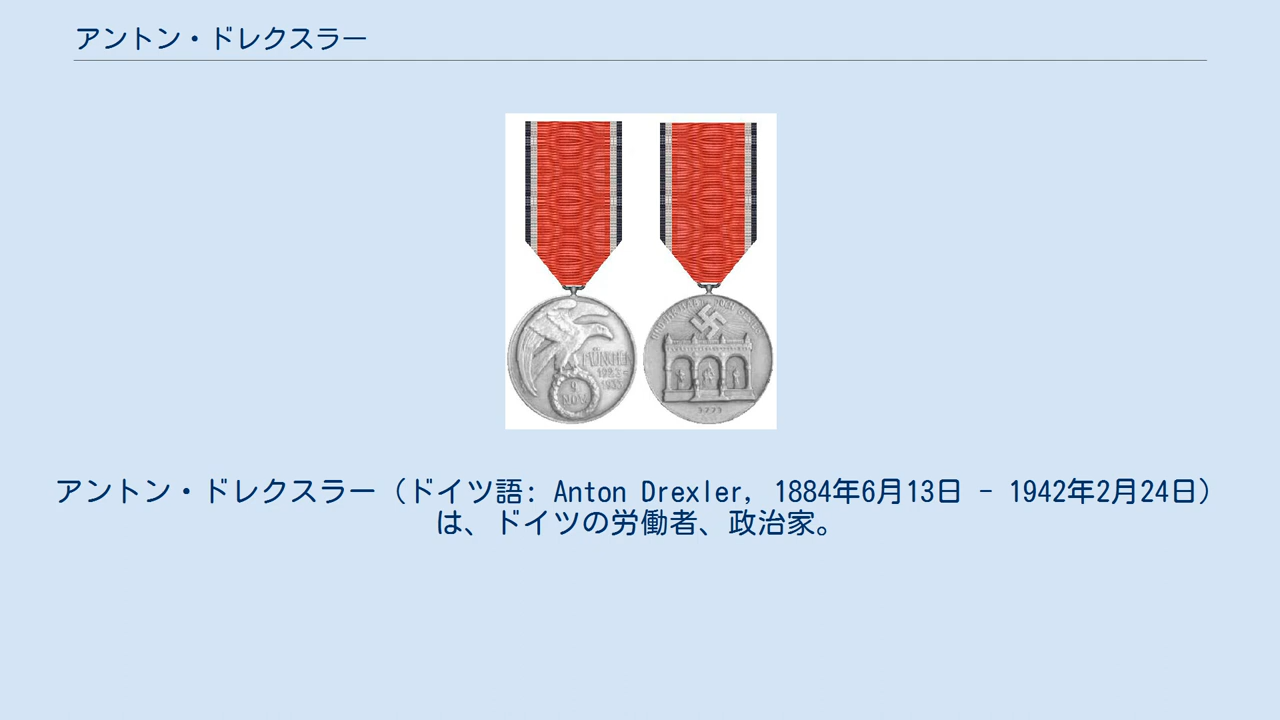 アントン・ドレクスラー
MÜNCHEN
9
NOV.
アントン・ドレクスラー（ドイツ語: Anton Drexler, 1884年6月13日 - 1942年2月24日）
は、ドイツの労働者、政治家。